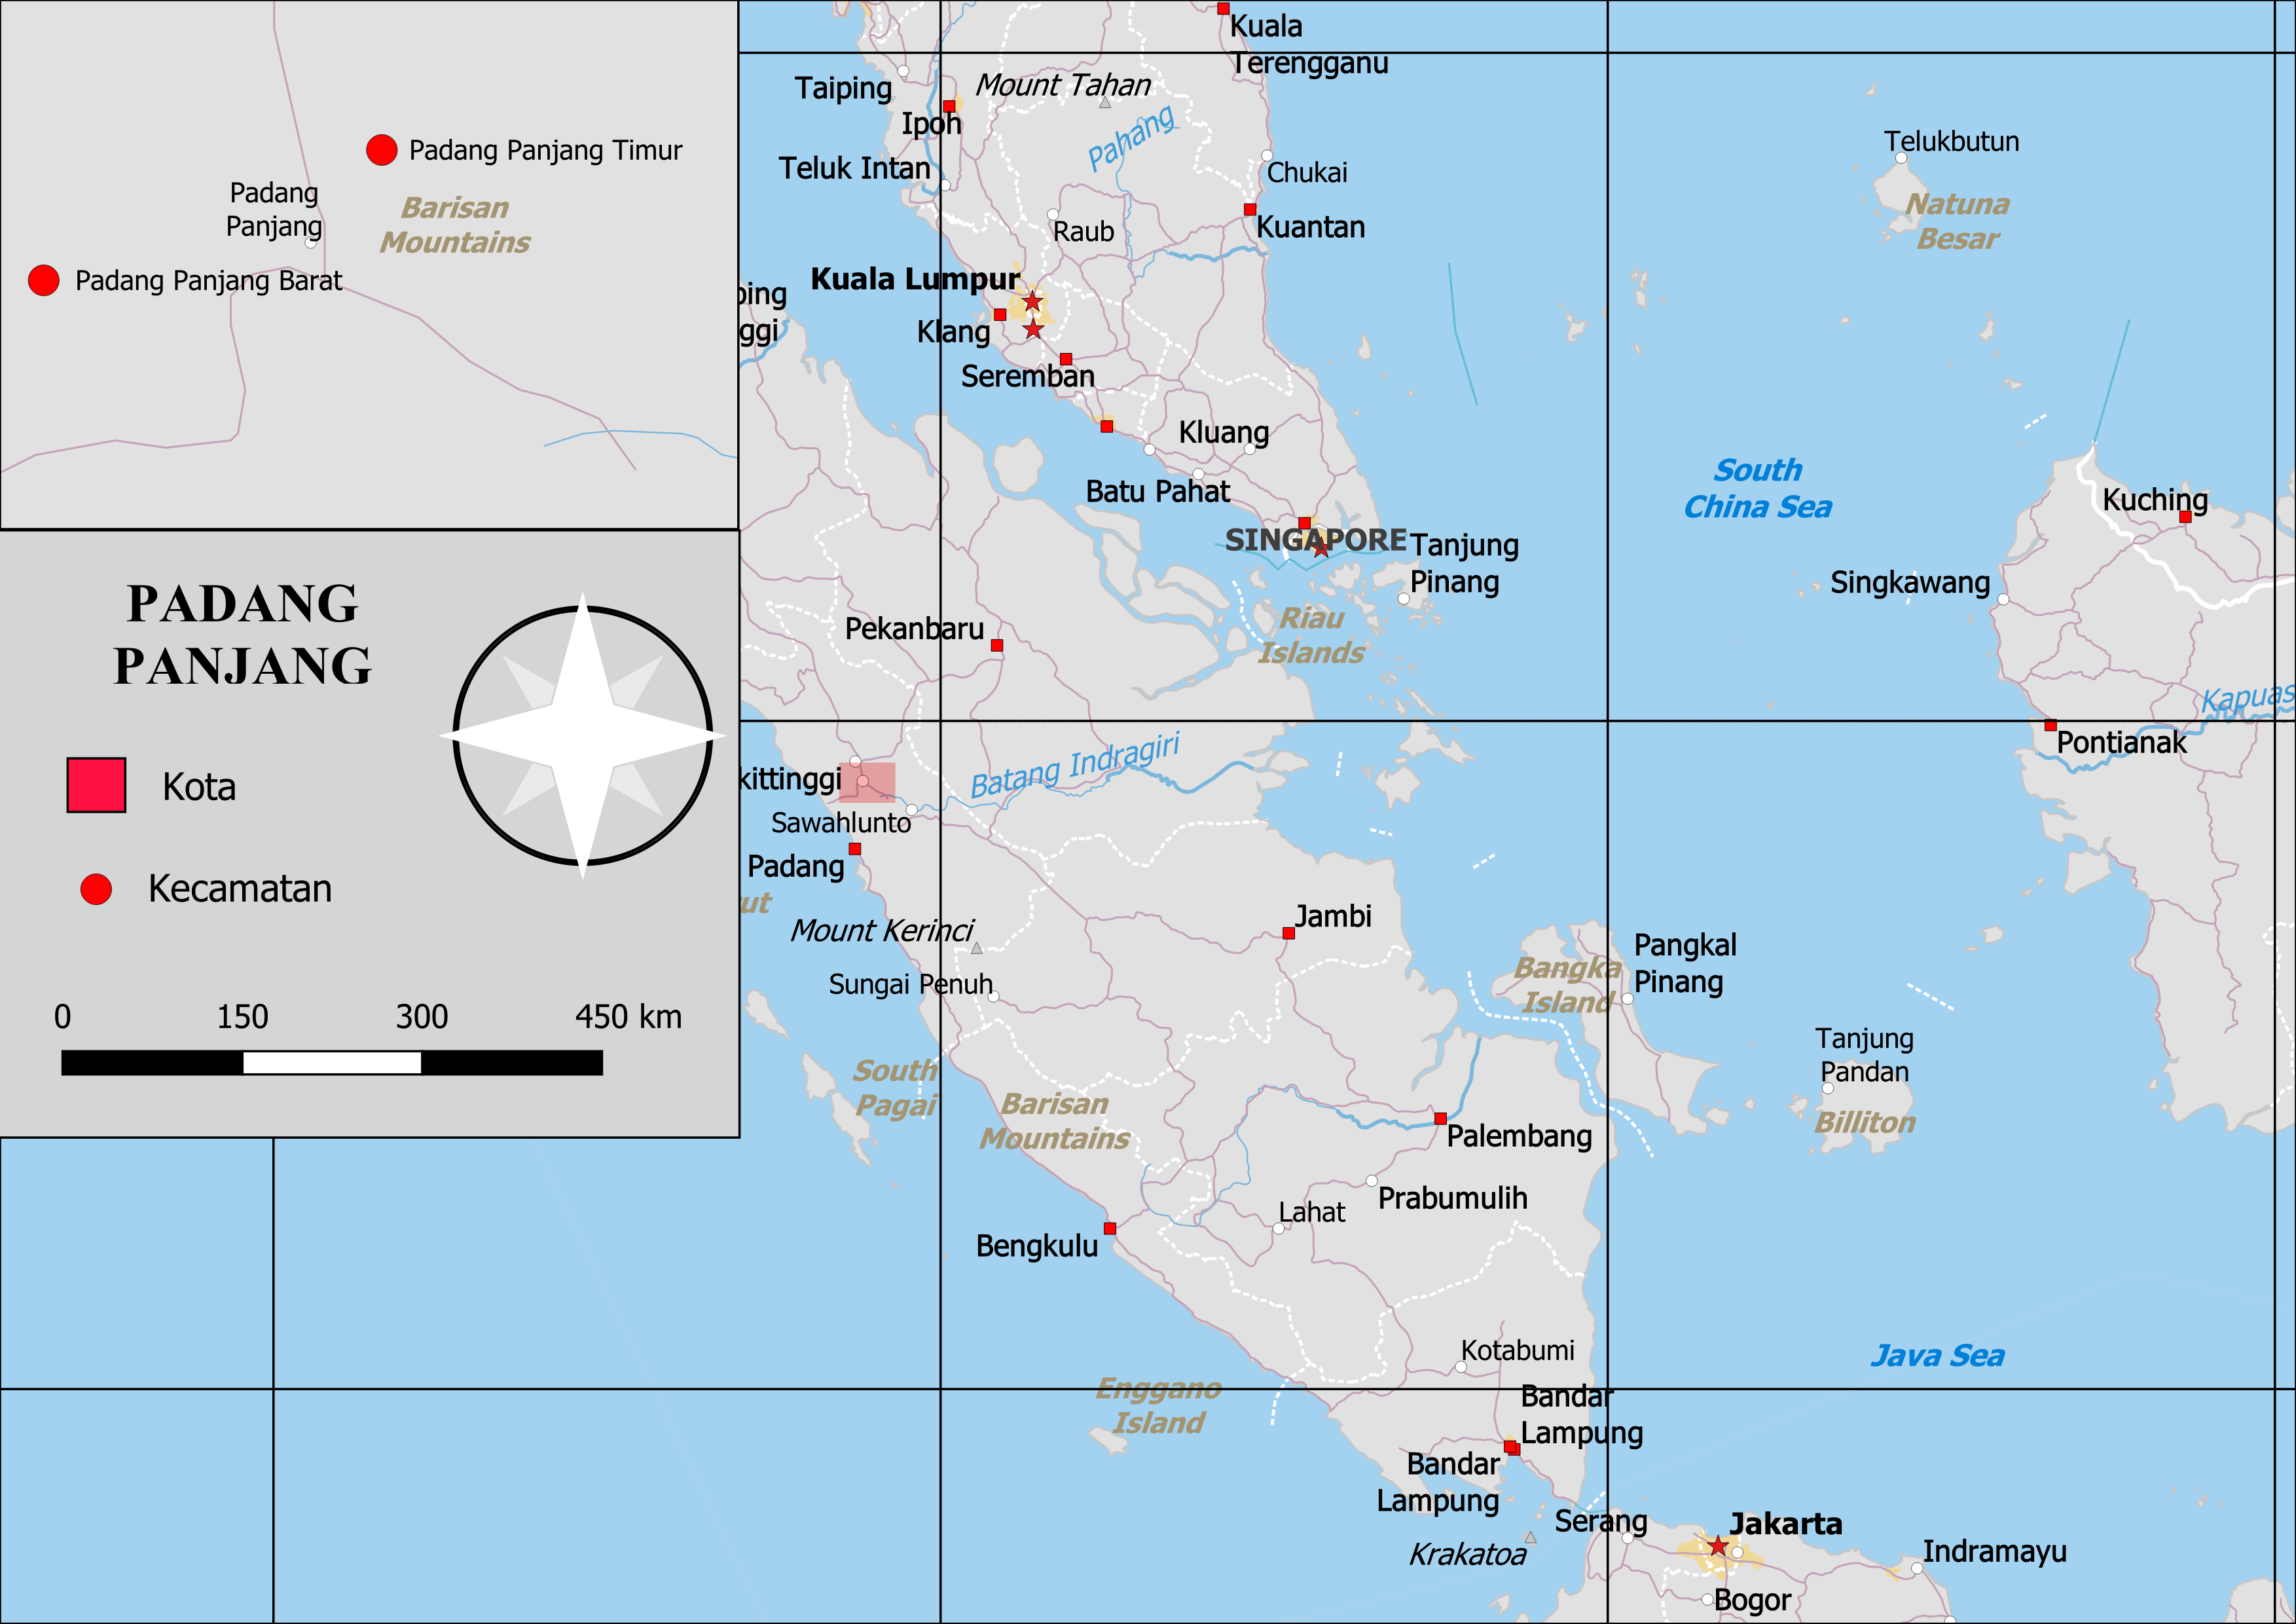 Padang Panjang Timur
Padang
Panjang
Barisan
Mountains
Padang Panjang Barat
PADANG
PANJANG
Kota
Kecamatan
0 150 300 450 km
Kuala
Terengganu
Taiping
Mount Tahan
Ipoh
Pahang
Teluk Intan
Chukai
Raub
Kuantan
Kuala Lumpur
ping
ggi
Klang
Seremban
Kluang
Batu Pahat
SINGAPORE
Tanjung
Pinang
Riau
Islands
Pekanbaru
Telukbutun
Natuna
Besar
South
China Sea
Kuching
Singkawang
Kapuas
Pontianak
kittinggi
Batang Indragiri
Sawahlunto
Padang
ut
Mount Kerinci
Jambi
Sungai Penuh
Pangkal
Pinang
Bangka
Island
Tanjung
Pandan
Billiton
South
Pagai
Barisan
Mountains
Palembang
Prabumulih
Lahat
Bengkulu
Kotabumi
Java Sea
Enggano
Island
Bandar
Lampung
Bandar
Lampung
Serang
Jakarta
Krakatoa
Indramayu
Bogor